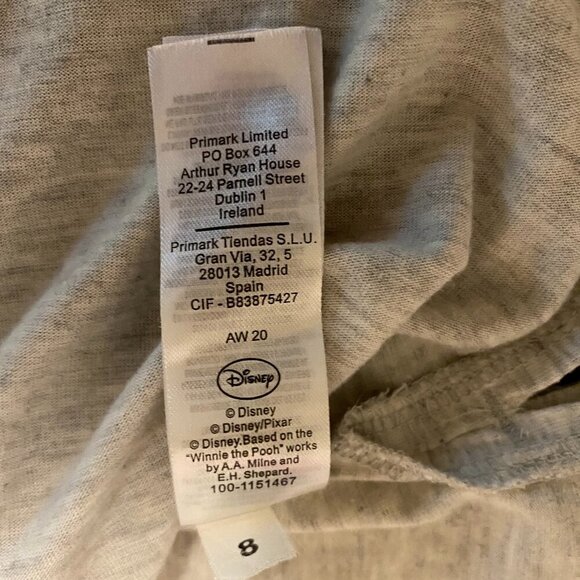 Primark Limited
PO Box 644
Arthur Ryan House
22-24 Parnell Street
Dublin 1
Ireland
Primark Tiendas S.L.U.
Gran Via, 32, 5
28013 Madrid
Spain
CIF - B83875427
AW 20
Disney
© Disney
© Disney/Pixar
© Disney.Based on the
"Winnie the Pooh" works
by A.A. Milne and
E.H. Shepard.
100-1151467
8